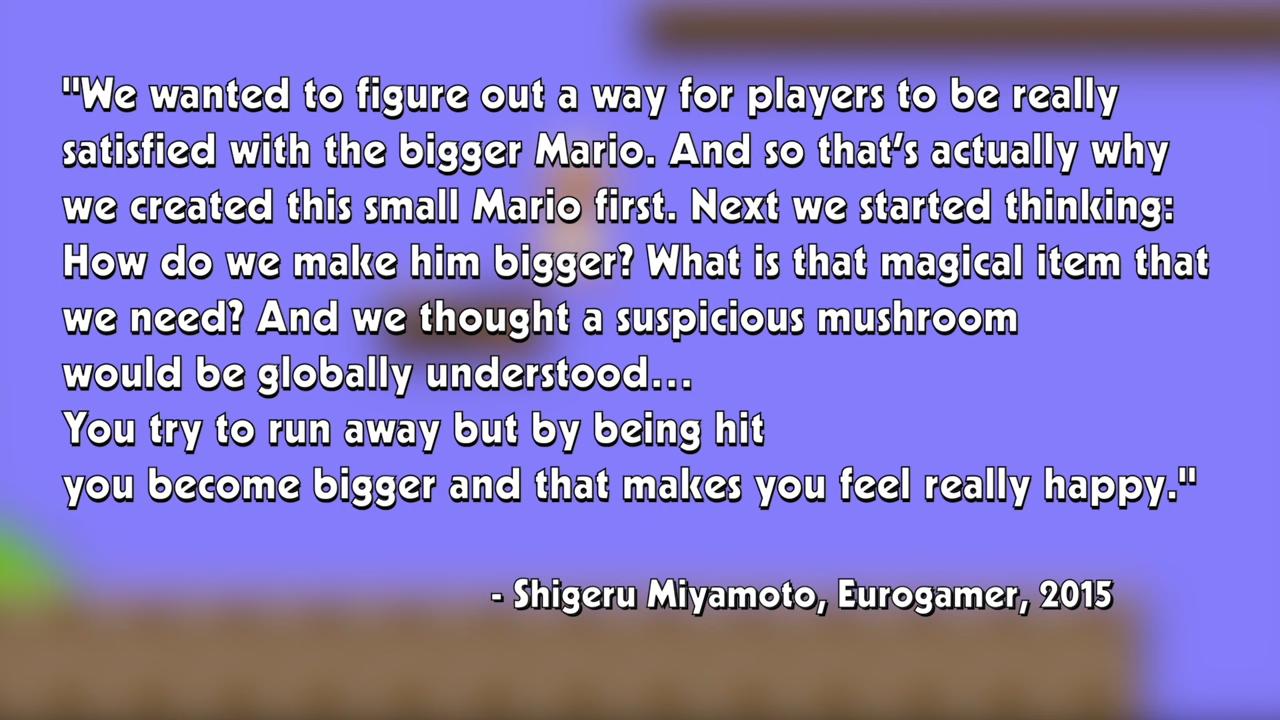 "We wanted to figure out a way for players to be really
satisfied with the bigger Mario. And so that's actually why
we created this small Mario first. Next we started thinking:
How do we make him bigger? What is that magical item that
we need? And we thought a suspicious mushroom
would be globally understood...
You try to run away but by being hit
you become bigger and that makes you feel really happy."
- Shigeru Miyamoto, Eurogamer, 2015